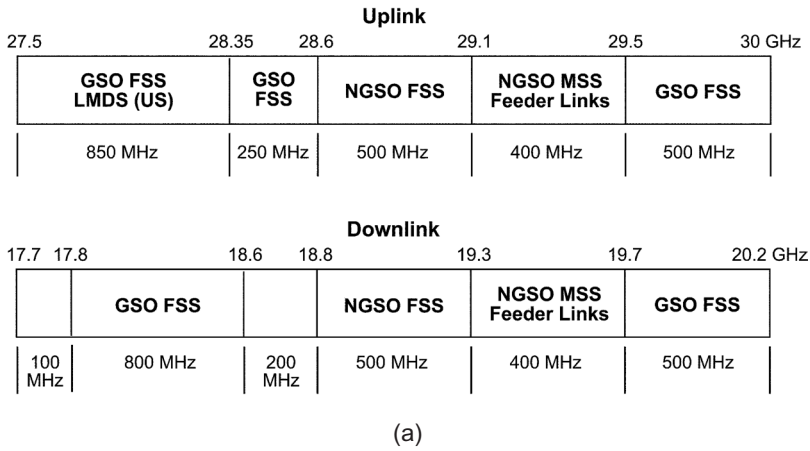 Uplink
27.5 28.35 28.6 29.1 29.5 30 GHz
GSO FSS
LMDS (US)
GSO
FSS
NGSO FSS
NGSO MSS
Feeder Links
GSO FSS
850 MHz 250 MHz 500 MHz 400 MHz 500 MHz
Downlink
17.7 17.8 18.6 18.8 19.3 19.7 20.2 GHz
GSO FSS
NGSO FSS
NGSO MSS
Feeder Links
GSO FSS
100
MHz
800 MHz
200
MHz
500 MHz
400 MHz
500 MHz
(a)